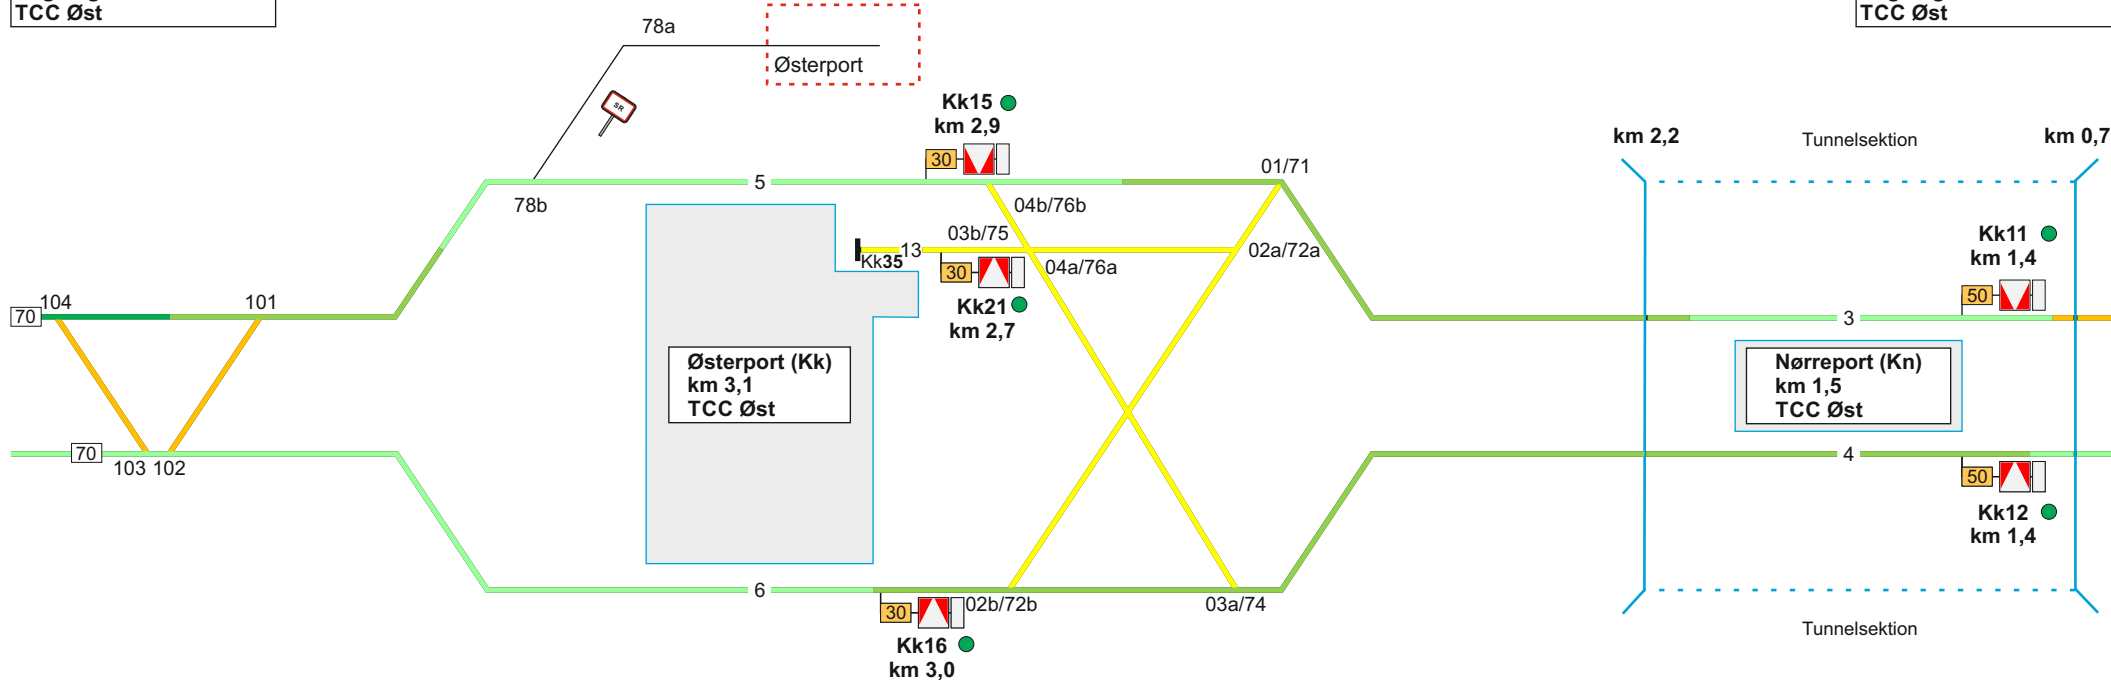 TCC Øst
TCC Øst
78a
Østerport
SR
Kk15
km 2,9
30
5
78b
01/71
04b/76b
03b/75
13
Kk35
30
04a/76a
02a/72a
Kk21
km 2,7
km 2,2
Tunnelsektion
km 0,7
Kk11
km 1,4
50
104
101
70
3
Østerport (Kk)
km 3,1
TCC Øst
Nørreport (Kn)
km 1,5
TCC Øst
70
103 102
4
50
Kk12
km 1,4
6
30
02b/72b
03a/74
Kk16
km 3,0
Tunnelsektion